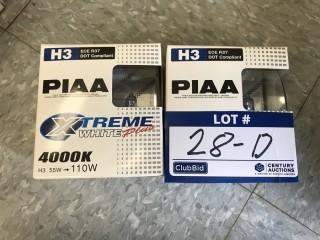 H3
ECE R37
DOT Compliant
PIAA
XTREME
WHITE Plus
4000K
H3 55W → 110W
H3
ECE R37
DOT Compliant
PIAA
LOT #
28-D
ClubBid
CENTURY
AUCTIONS